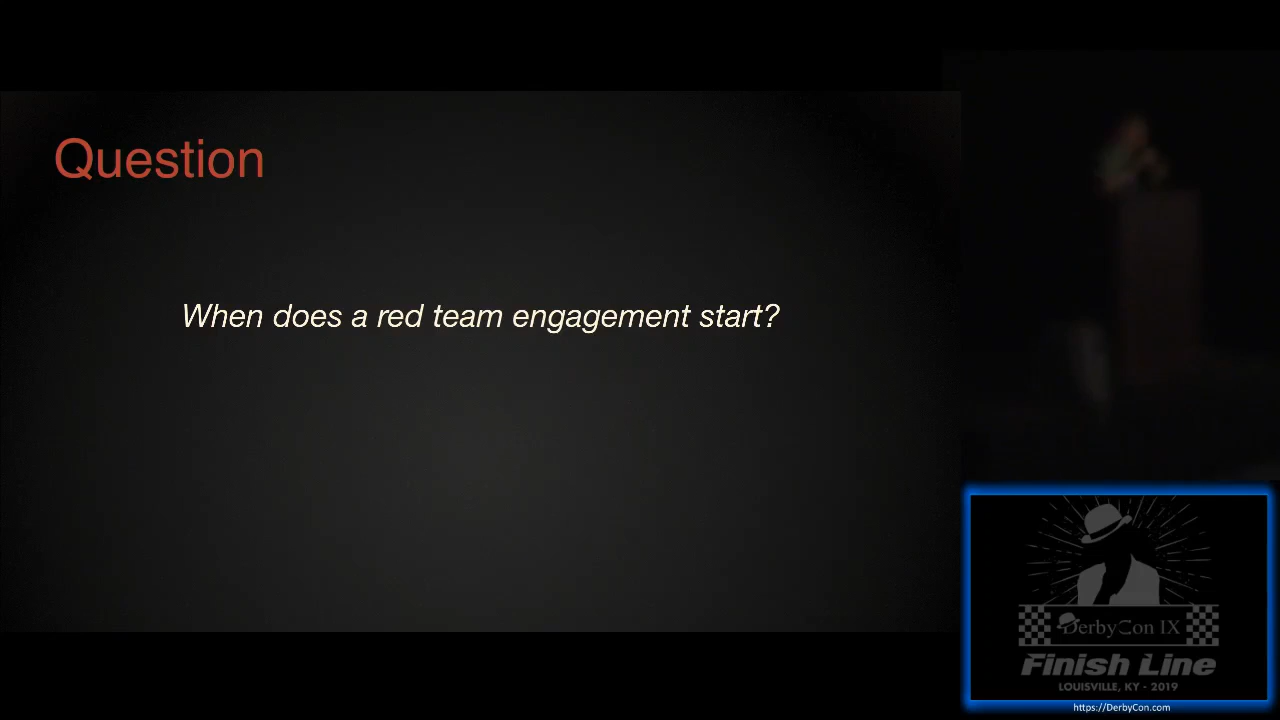 Question
When does a red team engagement start?
DerbyCon IX
Finish Line
LOUISVILLE, KY - 2019
https://DerbyCon.com